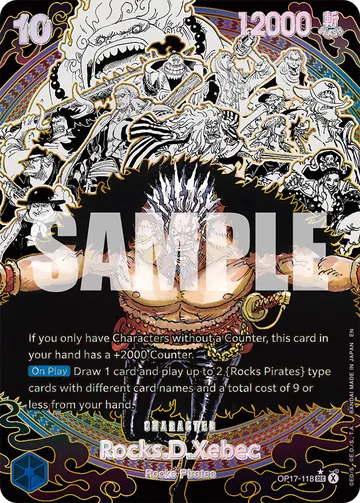 10
12000 斬
SAMPLE
If you only have Characters without a Counter, this card in
your hand has a +2000 Counter.
On Play Draw 1 card and play up to 2 {Rocks Pirates} type
cards with different card names and a total cost of 9 or
less from your hand.
CHARACTER
Rocks.D.Xebec
Rocks Pirates
OP17-118 SEC